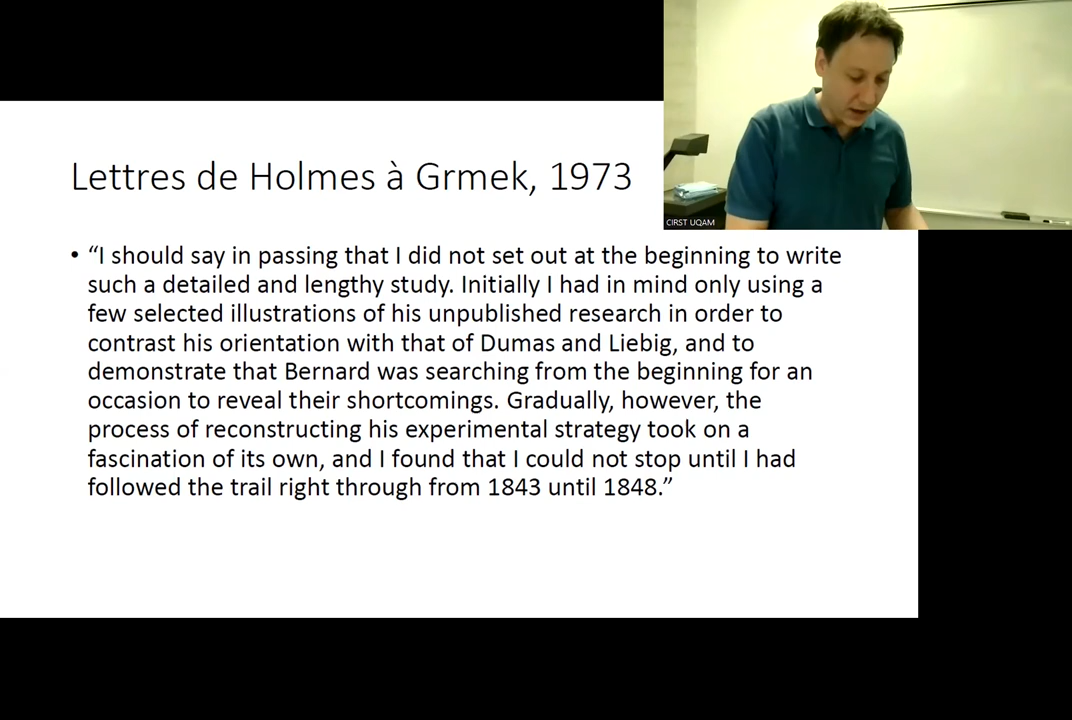 Lettres de Holmes à Grmek, 1973
CIRST UQAM
• “I should say in passing that I did not set out at the beginning to write
such a detailed and lengthy study. Initially I had in mind only using a
few selected illustrations of his unpublished research in order to
contrast his orientation with that of Dumas and Liebig, and to
demonstrate that Bernard was searching from the beginning for an
occasion to reveal their shortcomings. Gradually, however, the
process of reconstructing his experimental strategy took on a
fascination of its own, and I found that I could not stop until I had
followed the trail right through from 1843 until 1848.”